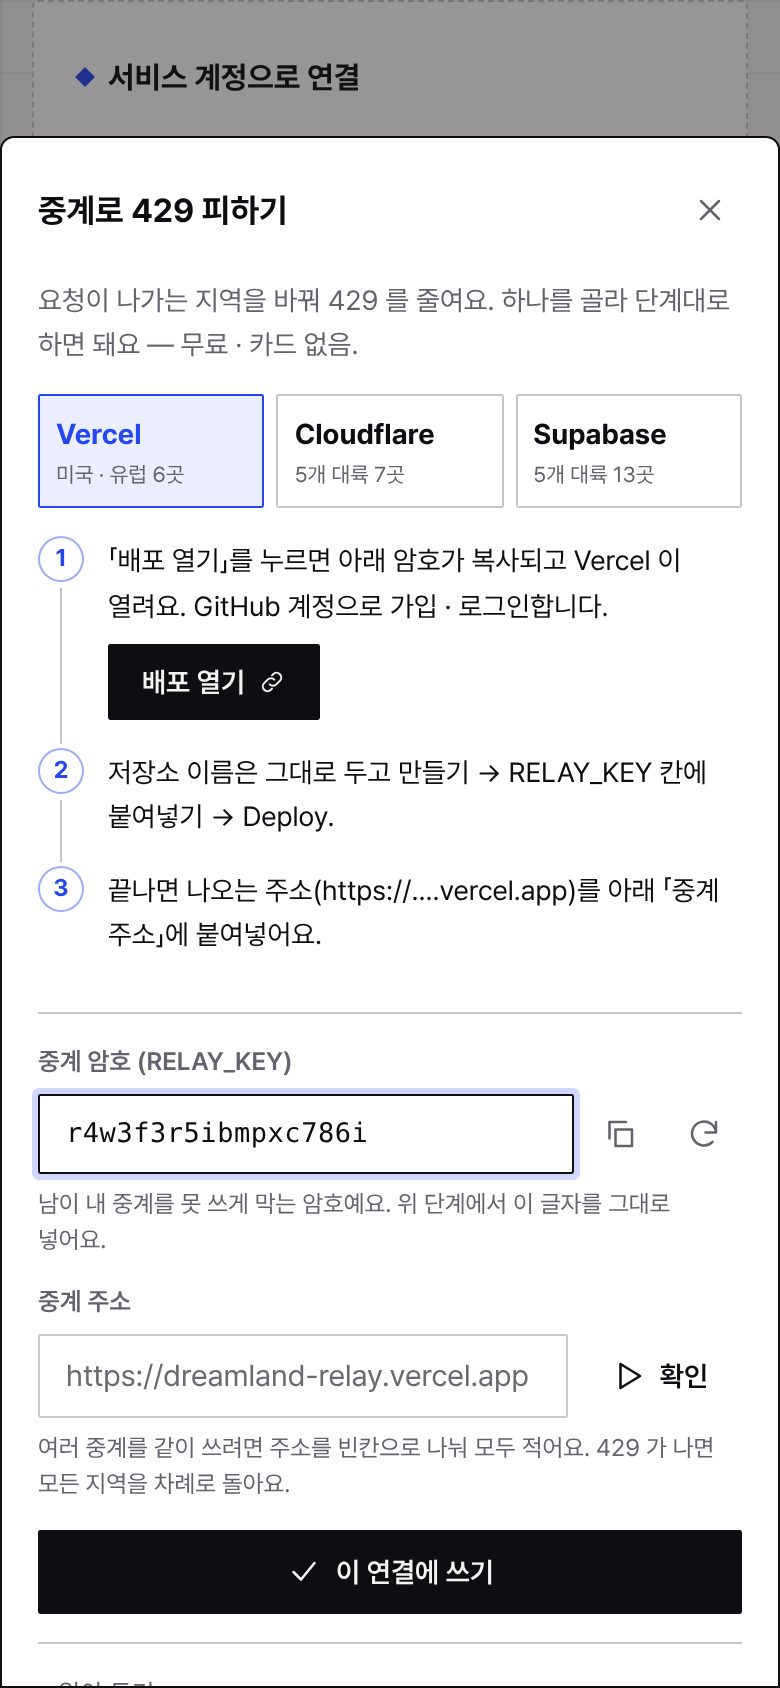 서비스 계정으로 연결
중계로 429 피하기
요청이 나가는 지역을 바꿔 429 를 줄여요. 하나를 골라 단계대로
하면 돼요 — 무료 · 카드 없음.
Vercel
미국 · 유럽 6곳
Cloudflare
5개 대륙 7곳
Supabase
5개 대륙 13곳
1
「배포 열기」를 누르면 아래 암호가 복사되고 Vercel 이
열려요. GitHub 계정으로 가입 · 로그인합니다.
배포 열기
2
저장소 이름은 그대로 두고 만들기 → RELAY_KEY 칸에
붙여넣기 → Deploy.
3
끝나면 나오는 주소(https://....vercel.app)를 아래 「중계
주소」에 붙여넣어요.
중계 암호 (RELAY_KEY)
r4w3f3r5ibmpxc786i
남이 내 중계를 못 쓰게 막는 암호예요. 위 단계에서 이 글자를 그대로
넣어요.
중계 주소
https://dreamland-relay.vercel.app
확인
여러 중계를 같이 쓰려면 주소를 빈칸으로 나눠 모두 적어요. 429 가 나면
모든 지역을 차례로 돌아요.
이 연결에 쓰기